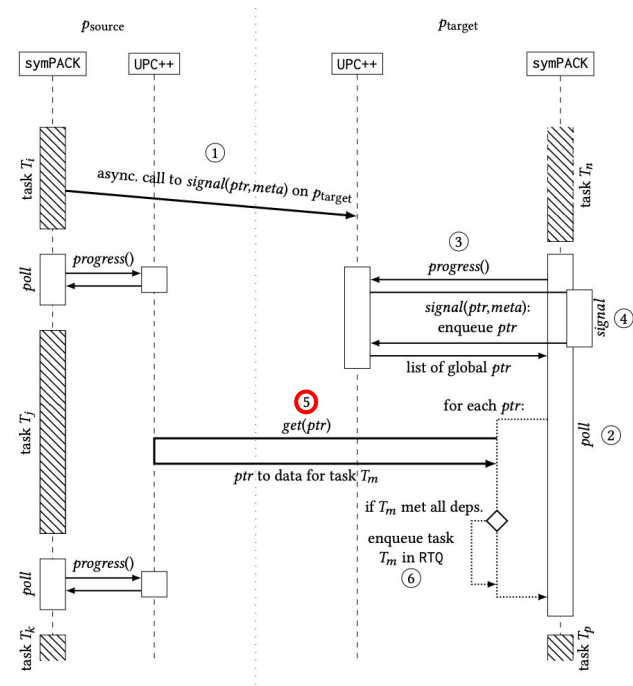 p_source
p_target
symPACK
UPC++
UPC++
symPACK
task T_i
①
async. call to signal(ptr,meta) on p_target
task T_n
③
poll
progress()
progress()
signal(ptr,meta):
enqueue ptr
signal
④
list of global ptr
task T_j
⑤
get(ptr)
for each ptr:
poll
②
ptr to data for task T_m
if T_m met all deps.
enqueue task
T_m in RTQ
⑥
poll
progress()
task T_k
task T_p